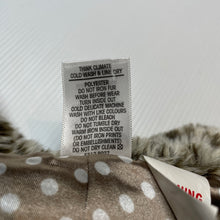 THINK CLIMATE
COLD WASH & LINE DRY
POLYESTER
DO NOT IRON FUR
WASH BEFORE WEAR
TURN INSIDE OUT
COLD DELICATE MACHINE
WASH WITH LIKE COLOURS
DO NOT BLEACH
DO NOT TUMBLE DRY
WARM IRON INSIDE OUT
(DO NOT IRON PRINTS
OR EMBELLISHMENTS)
DO NOT DRY CLEAN